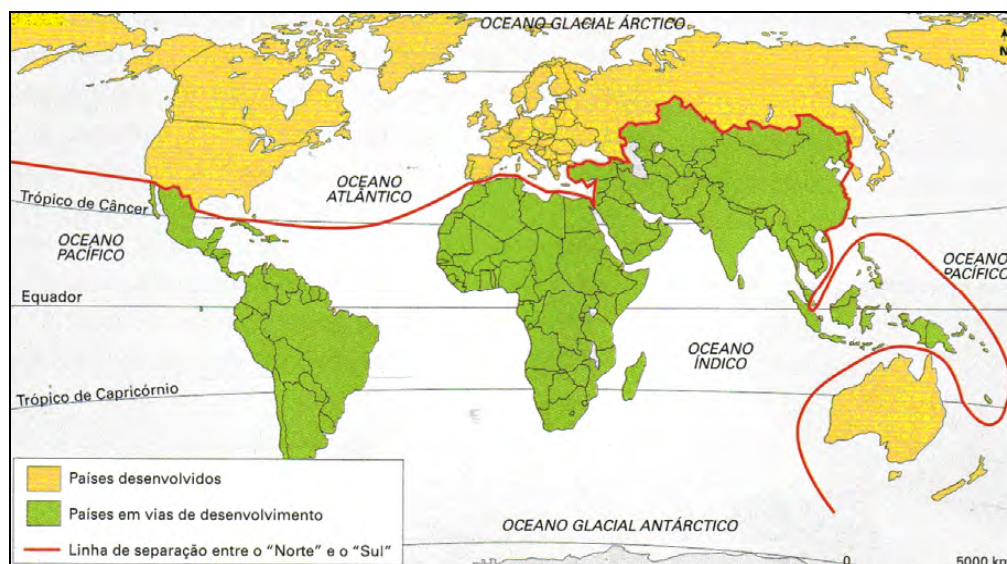 OCEANO GLACIAL ÁRCTICO
A
N
OCEANO
ATLÂNTICO
Trópico de Câncer
OCEANO
PACÍFICO
OCEANO
PACÍFICO
Equador
OCEANO
ÍNDICO
Trópico de Capricórnio
Países desenvolvidos
Países em vias de desenvolvimento
Linha de separação entre o "Norte" e o "Sul"
OCEANO GLACIAL ANTÁRCTICO
0
5000 km